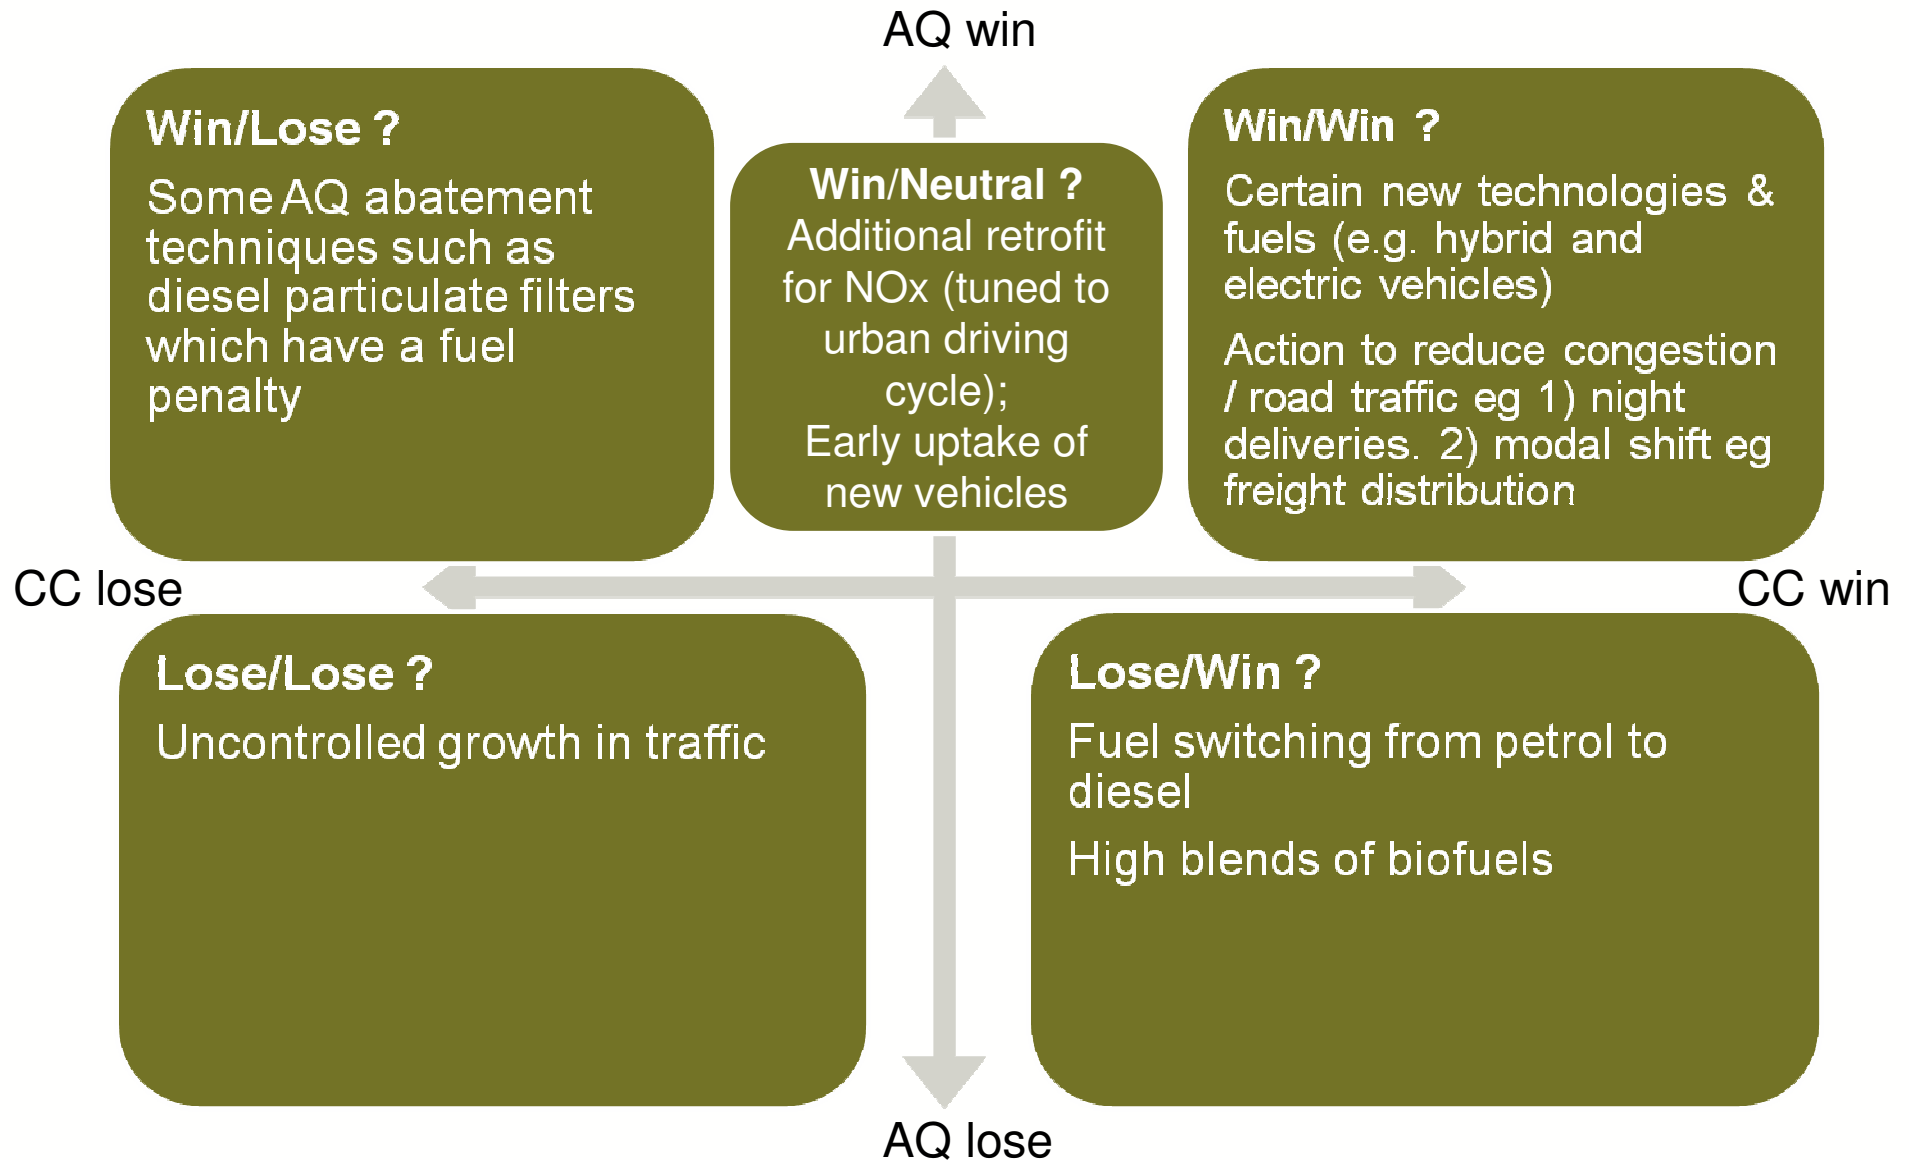 AQ win
Win/Lose ?
Some AQ abatement
techniques such as
diesel particulate filters
which have a fuel
penalty
Win/Neutral ?
Additional retrofit
for NOx (tuned to
urban driving
cycle);
Early uptake of
new vehicles
Win/Win ?
Certain new technologies &
fuels (e.g. hybrid and
electric vehicles)
Action to reduce congestion
/ road traffic eg 1) night
deliveries. 2) modal shift eg
freight distribution
CC lose
CC win
Lose/Lose ?
Uncontrolled growth in traffic
Lose/Win ?
Fuel switching from petrol to
diesel
High blends of biofuels
AQ lose